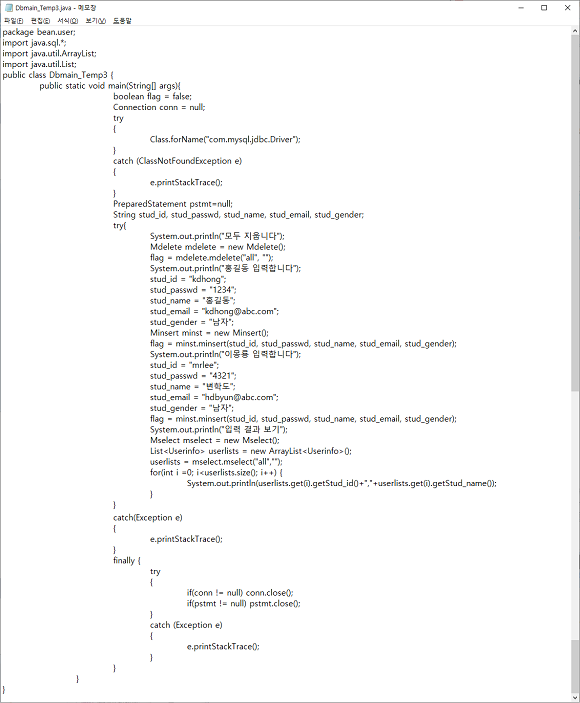 Dbmain_Temp3.java - 메모장
파일(F) 편집(E) 서식(O) 보기(V) 도움말
package bean.user;
import java.sql.*;
import java.util.ArrayList;
import java.util.List;
public class Dbmain_Temp3 {
public static void main(String[] args){
boolean flag = false;
Connection conn = null;
try
{
Class.forName("com.mysql.jdbc.Driver");
}
catch (ClassNotFoundException e)
{
e.printStackTrace();
}
PreparedStatement pstmt=null;
String stud_id, stud_passwd, stud_name, stud_email, stud_gender;
try{
System.out.println("모두 지웁니다");
Mdelete mdelete = new Mdelete();
flag = mdelete.mdelete("all", "");
System.out.println("홍길동 입력합니다");
stud_id = "kdhong";
stud_passwd = "1234";
stud_name = "홍길동";
stud_email = "kdhong@abc.com";
stud_gender = "남자";
Minsert minst = new Minsert();
flag = minst.minsert(stud_id, stud_passwd, stud_name, stud_email, stud_gender);
System.out.println("이몽룡 입력합니다");
stud_id = "mrlee";
stud_passwd = "4321";
stud_name = "변학도";
stud_email = "hdbyun@abc.com";
stud_gender = "남자";
flag = minst.minsert(stud_id, stud_passwd, stud_name, stud_email, stud_gender);
System.out.println("입력 결과 보기");
Mselect mselect = new Mselect();
List<Userinfo> userlists = new ArrayList<Userinfo>();
userlists = mselect.mselect("all","");
for(int i =0; i<userlists.size(); i++) {
System.out.println(userlists.get(i).getStud_id()+","+userlists.get(i).getStud_name());
}
}
catch(Exception e)
{
e.printStackTrace();
}
finally {
try
{
if(conn != null) conn.close();
if(pstmt != null) pstmt.close();
}
catch (Exception e)
{
e.printStackTrace();
}
}
}
}